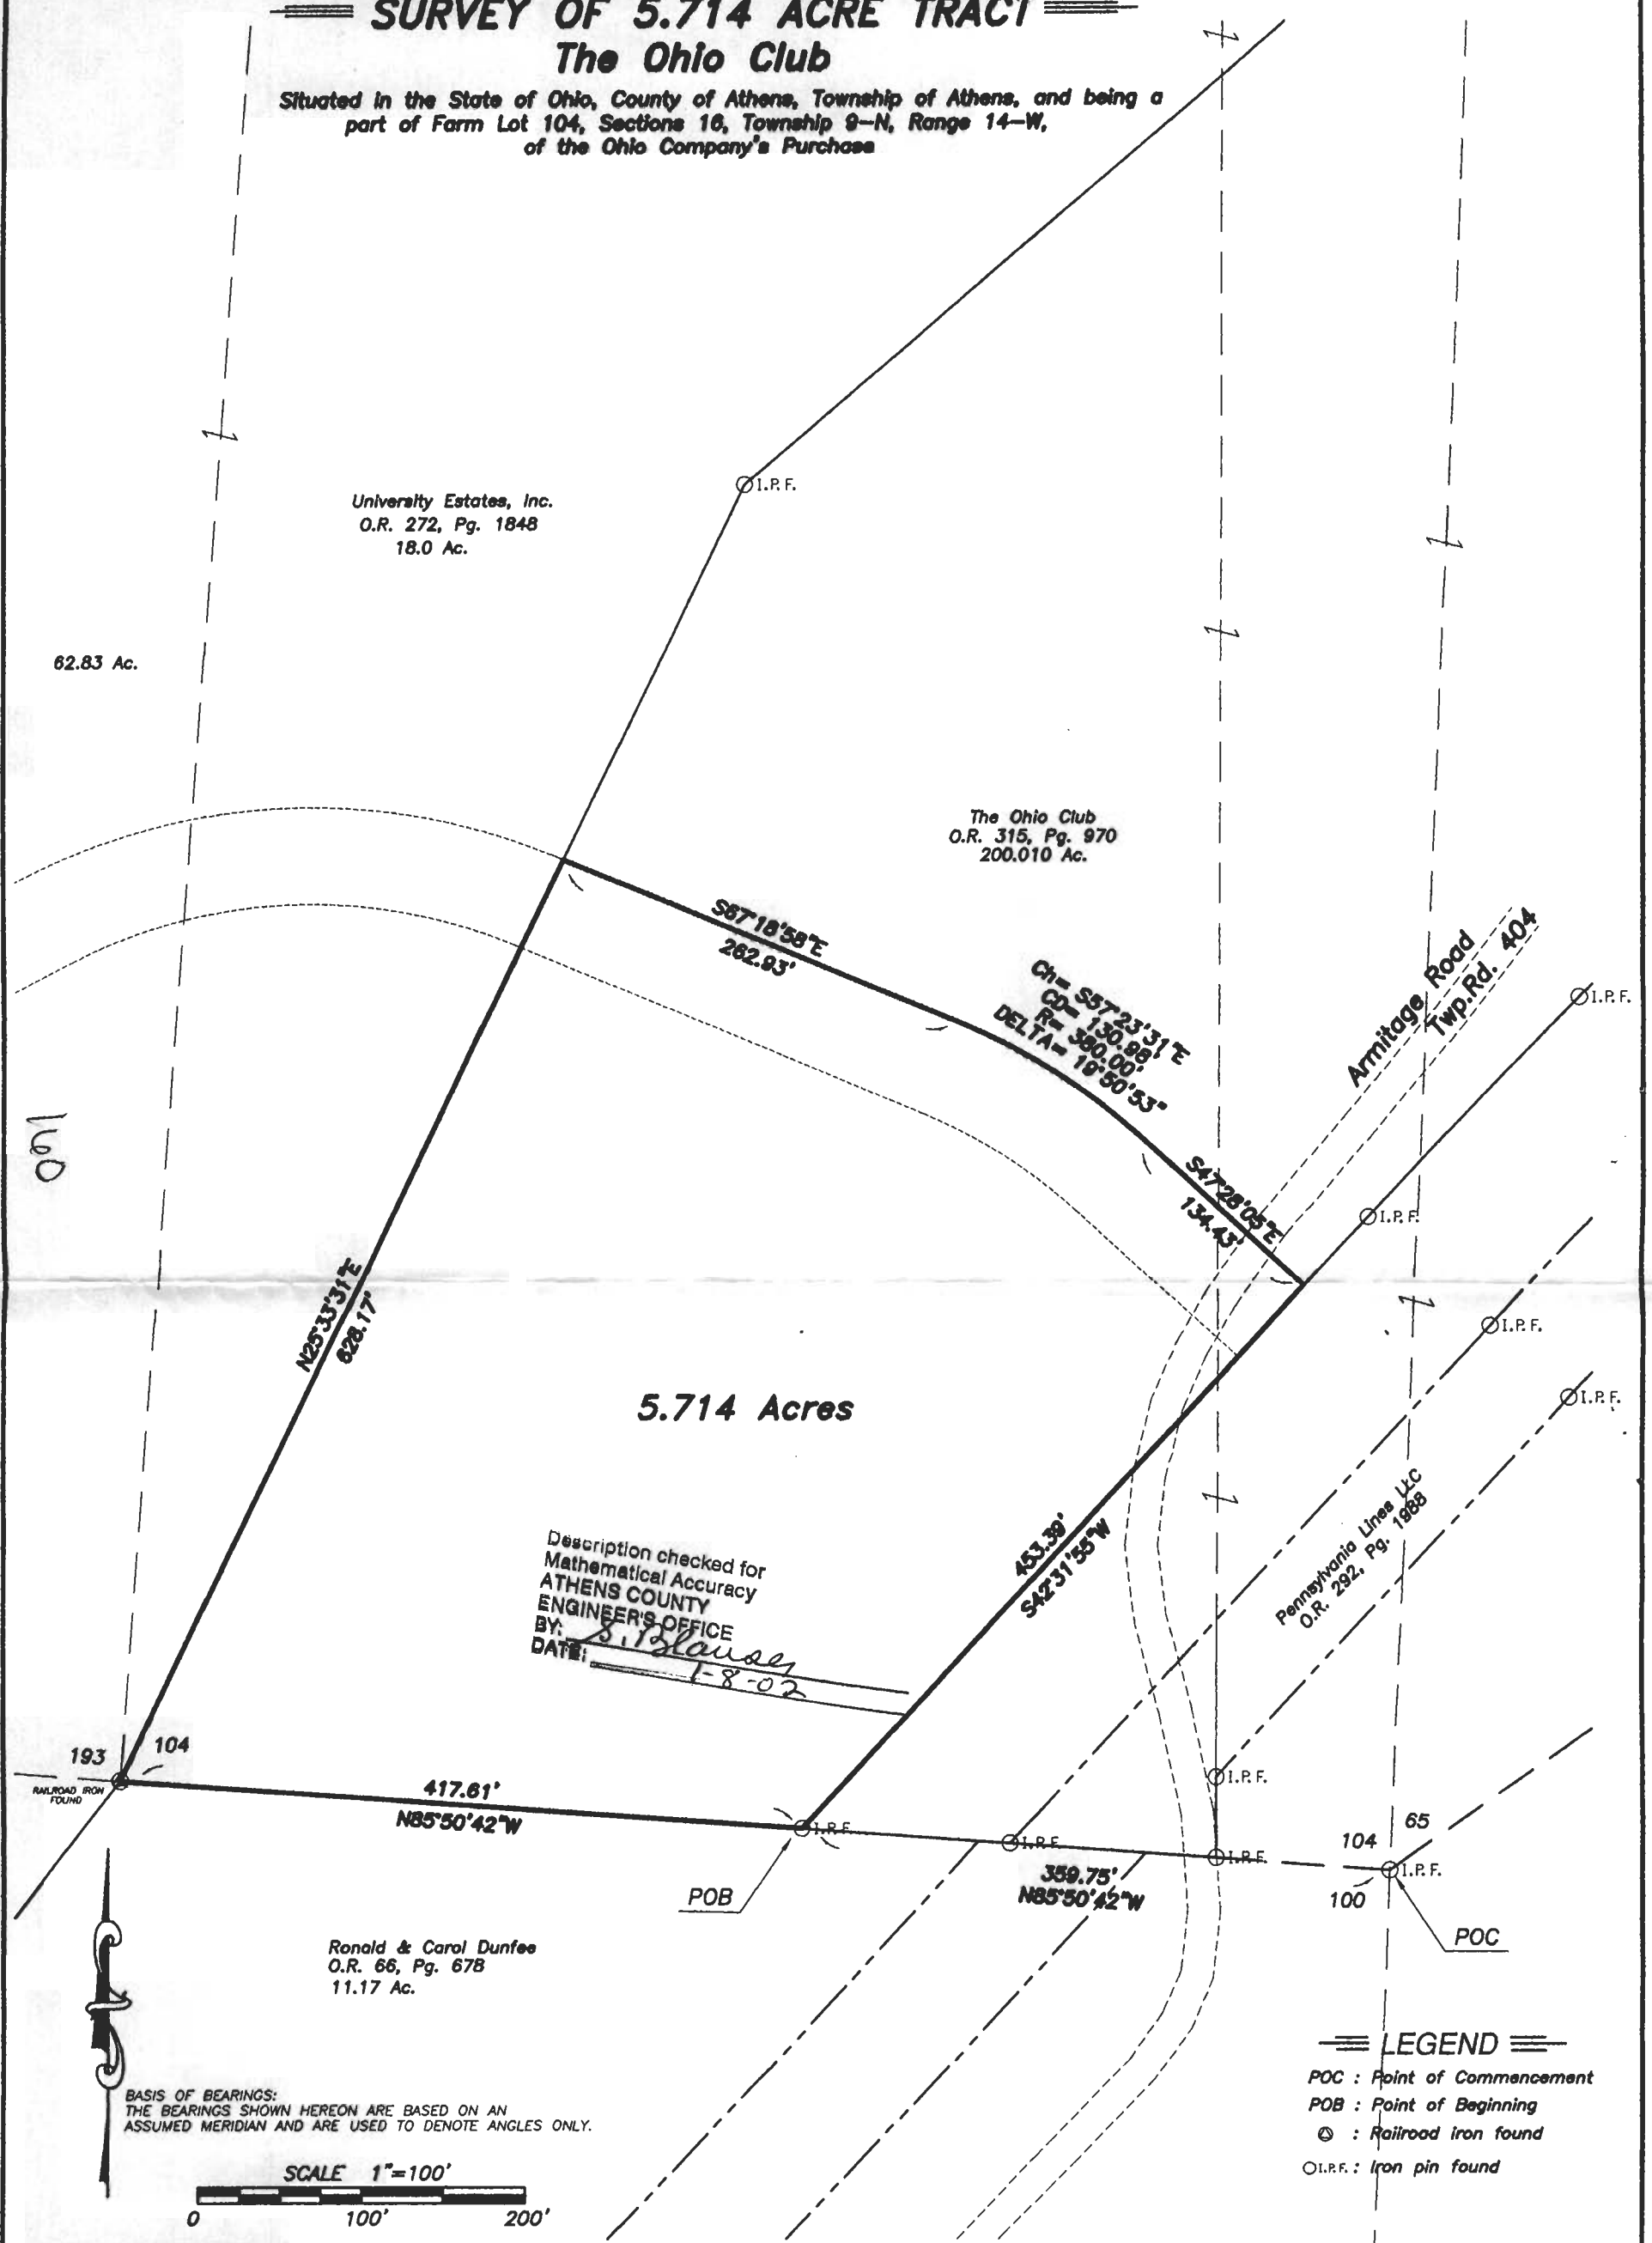 SURVEY OF 5.714 ACRE TRACT
The Ohio Club
Situated in the State of Ohio, County of Athens, Township of Athens, and being a
part of Farm Lot 104, Sections 16, Township 9-N, Range 14-W,
of the Ohio Company's Purchase
I.P.F.
University Estates, Inc.
O.R. 272, Pg. 1848
18.0 Ac.
62.83 Ac.
The Ohio Club
O.R. 315, Pg. 970
200.010 Ac.
S67°18'58"E
262.93'
Ch= S57°23'31"E
CD= 130.98'
R= 380.00'
DELTA= 19°50'53"
Armitage Road
Twp.Rd. 404
I.P.F.
160
S47°28'05"E
134.43'
I.P.F.
I.P.F.
I.P.F.
N25°33'31"E
628.17'
5.714 Acres
453.39'
S42°31'55"W
Pennsylvania Lines LLC
O.R. 292, Pg. 1988
Description checked for
Mathematical Accuracy
ATHENS COUNTY
ENGINEER'S OFFICE
BY: S. Blauser
DATE: 1-8-02
193
104
RAILROAD IRON
FOUND
417.61'
N85°50'42"W
I.P.F.
I.P.F.
I.P.F.
I.P.F.
359.75'
N85°50'42"W
65
104
I.P.F.
100
POB
POC
Ronald & Carol Dunfee
O.R. 66, Pg. 678
11.17 Ac.
BASIS OF BEARINGS:
THE BEARINGS SHOWN HEREON ARE BASED ON AN
ASSUMED MERIDIAN AND ARE USED TO DENOTE ANGLES ONLY.
SCALE 1"=100'
0 100' 200'
LEGEND
POC : Point of Commencement
POB : Point of Beginning
: Railroad iron found
I.P.F. : Iron pin found